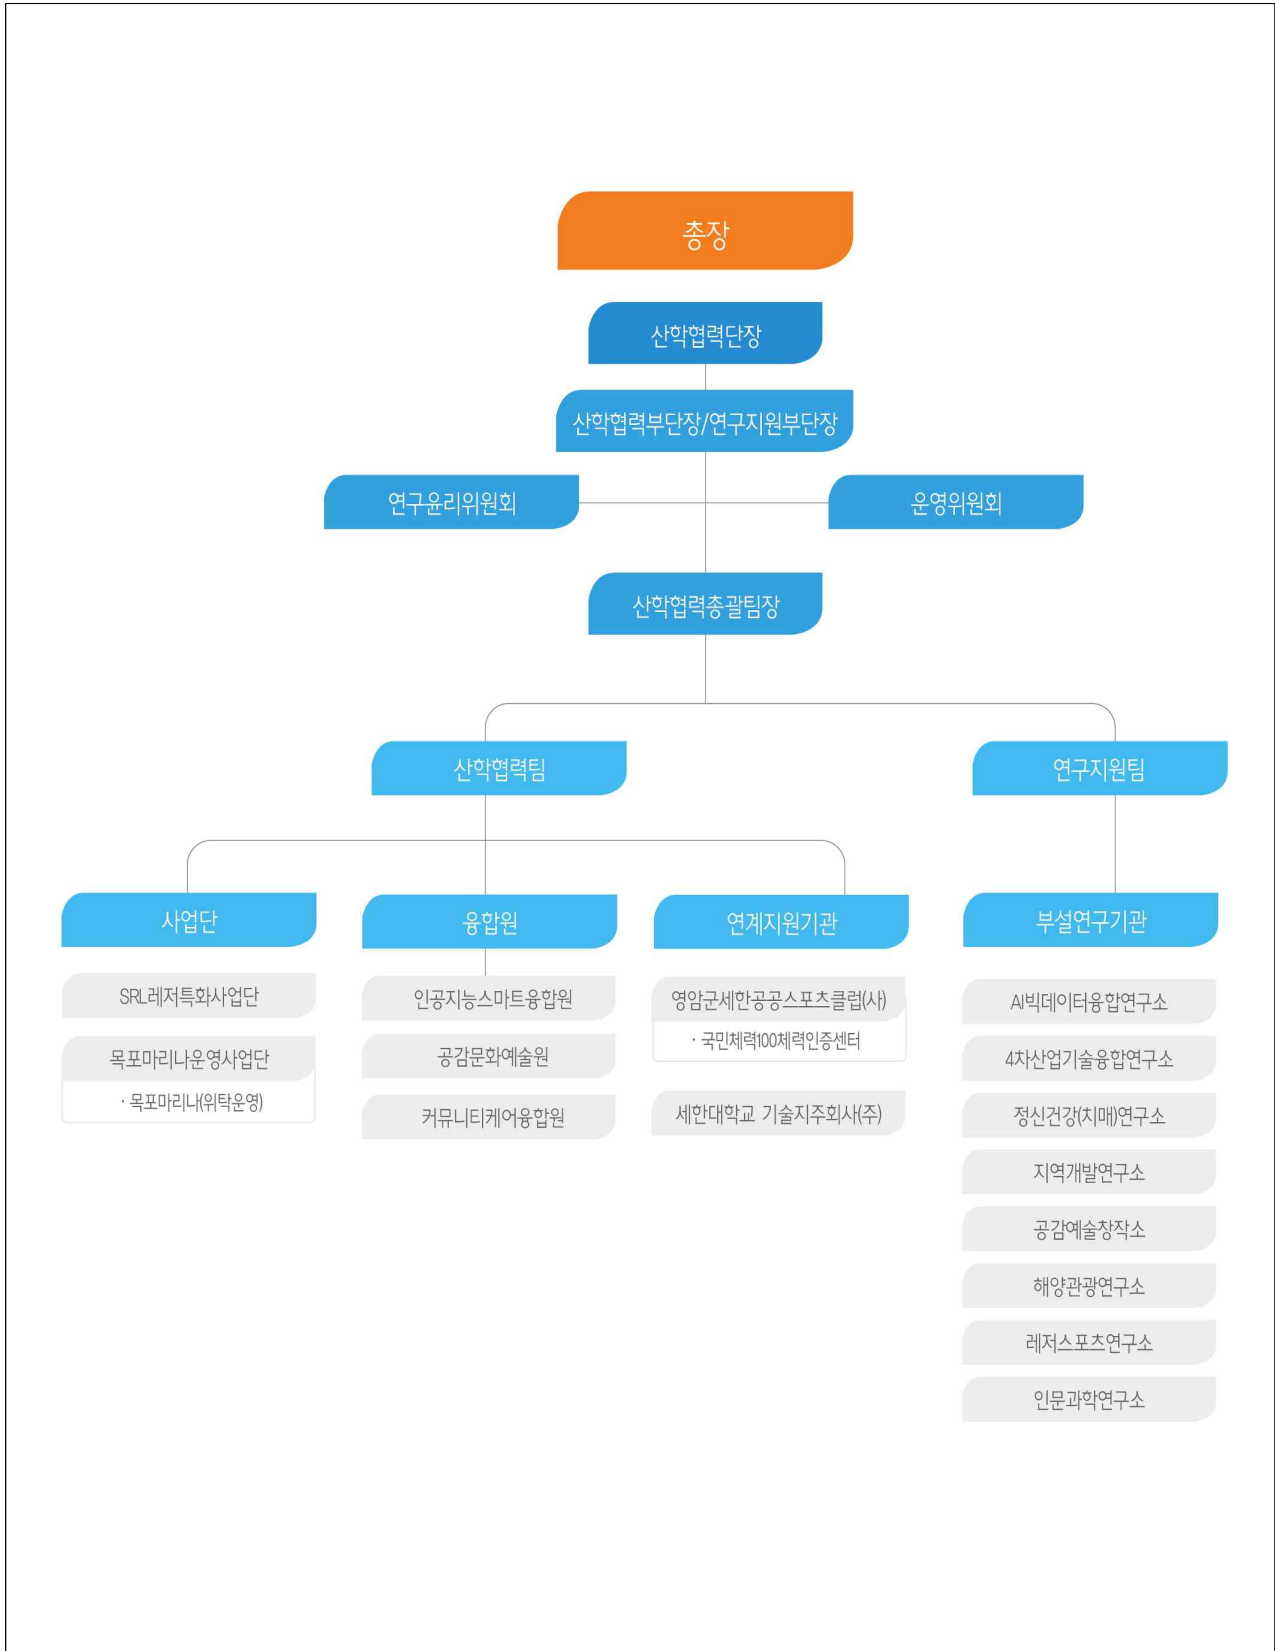 총장
산학협력단장
산학협력부단장/연구지원부단장
연구윤리위원회
운영위원회
산학협력총괄팀장
산학협력팀
연구지원팀
사업단
융합원
연계지원기관
부설연구기관
SRL레저특화사업단
목포마리나운영사업단
· 목포마리나(위탁운영)
인공지능스마트융합원
공감문화예술원
커뮤니티케어융합원
영암군세한공공스포츠클럽(사)
· 국민체력100체력인증센터
세한대학교 기술지주회사(주)
AI빅데이터융합연구소
4차산업기술융합연구소
정신건강(치매)연구소
지역개발연구소
공감예술창작소
해양관광연구소
레저스포츠연구소
인문과학연구소